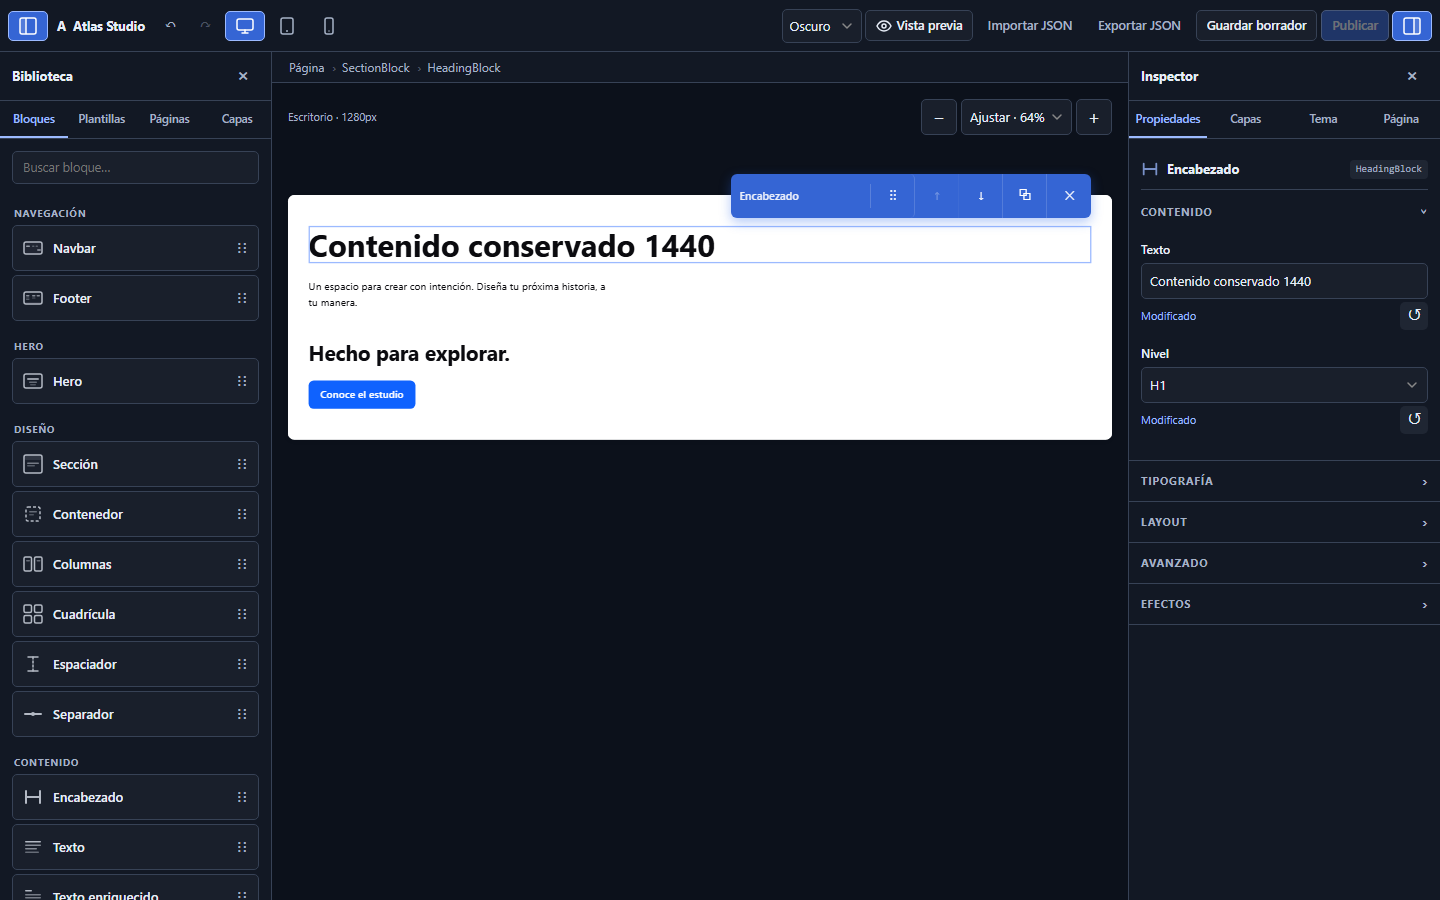 A Atlas Studio
Oscuro
Vista previa
Importar JSON
Exportar JSON
Guardar borrador
Publicar
Biblioteca
Bloques
Plantillas
Páginas
Capas
Buscar bloque...
NAVEGACIÓN
Navbar
Footer
HERO
Hero
DISEÑO
Sección
Contenedor
Columnas
Cuadrícula
Espaciador
Separador
CONTENIDO
Encabezado
Texto
Texto enriquecido
Página › SectionBlock › HeadingBlock
Escritorio · 1280px
Ajustar · 64%
Encabezado
Contenido conservado 1440
Un espacio para crear con intención. Diseña tu próxima historia, a
tu manera.
Hecho para explorar.
Conoce el estudio
Inspector
Propiedades
Capas
Tema
Página
Encabezado
HeadingBlock
CONTENIDO
Texto
Contenido conservado 1440
Modificado
Nivel
H1
Modificado
TIPOGRAFÍA
LAYOUT
AVANZADO
EFECTOS